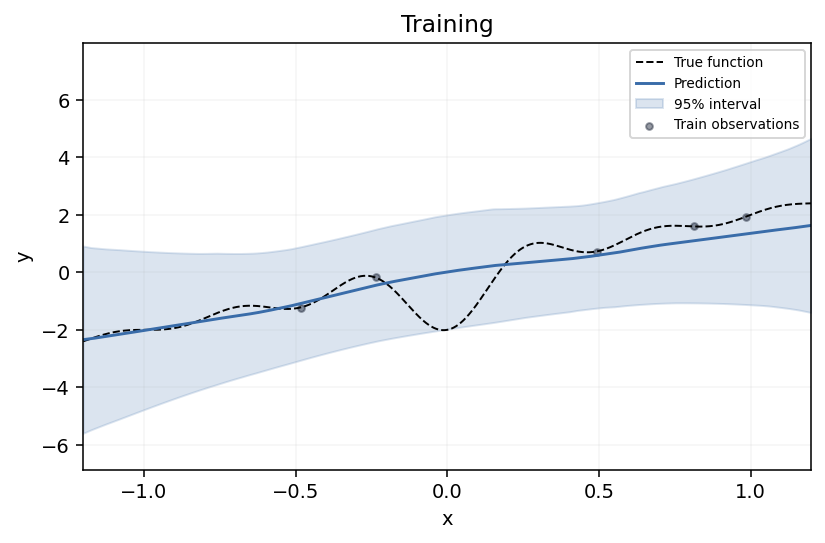 Training
True function
Prediction
95% interval
Train observations
y
6
4
2
0
−2
−4
−6
−1.0 −0.5 0.0 0.5 1.0
x